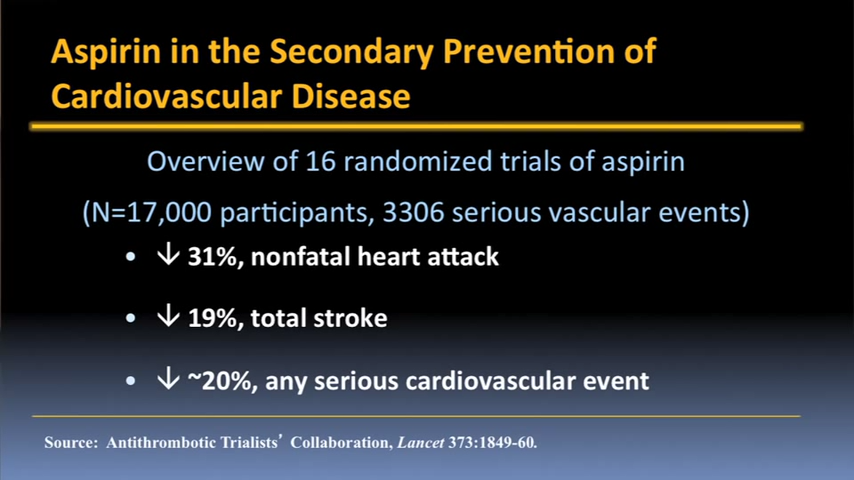 Aspirin in the Secondary Prevention of
Cardiovascular Disease
Overview of 16 randomized trials of aspirin
(N=17,000 participants, 3306 serious vascular events)
• ↓ 31%, nonfatal heart attack
• ↓ 19%, total stroke
• ↓ ~20%, any serious cardiovascular event
Source: Antithrombotic Trialists’ Collaboration, Lancet 373:1849-60.